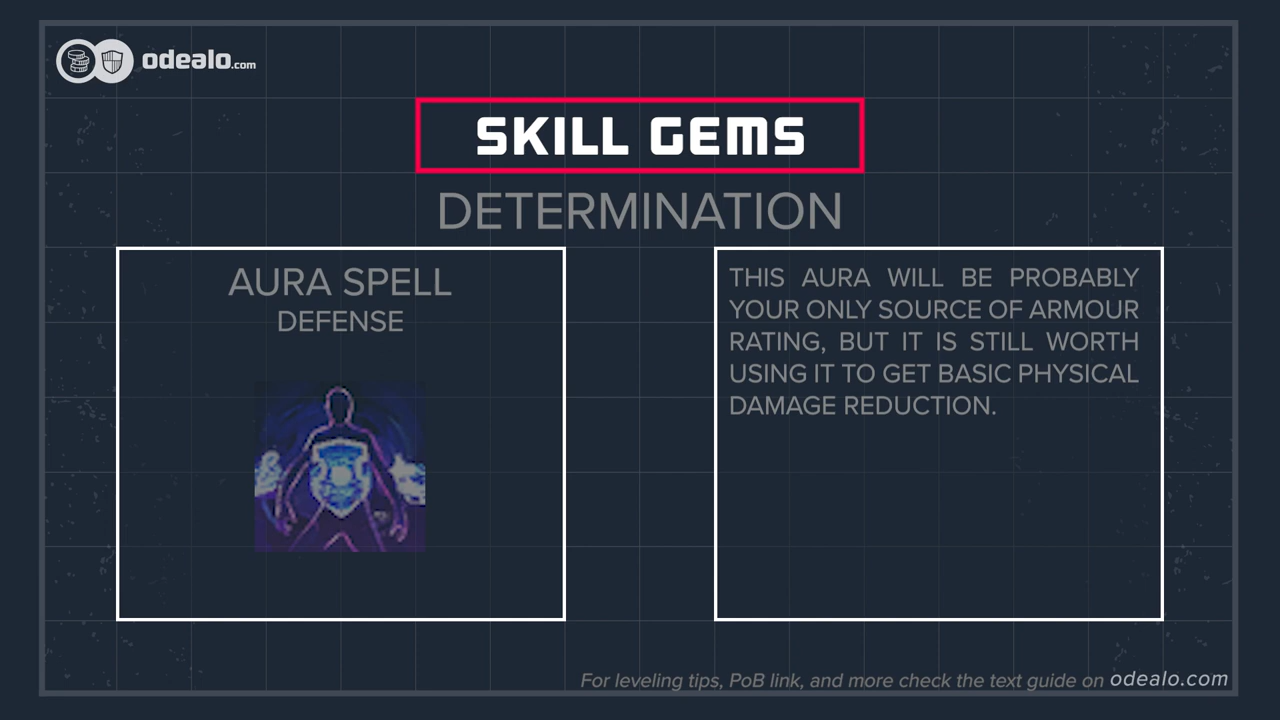 odealo.com
SKILL GEMS
DETERMINATION
AURA SPELL
DEFENSE
THIS AURA WILL BE PROBABLY
YOUR ONLY SOURCE OF ARMOUR
RATING, BUT IT IS STILL WORTH
USING IT TO GET BASIC PHYSICAL
DAMAGE REDUCTION.
For leveling tips, PoB link, and more check the text guide on odealo.com